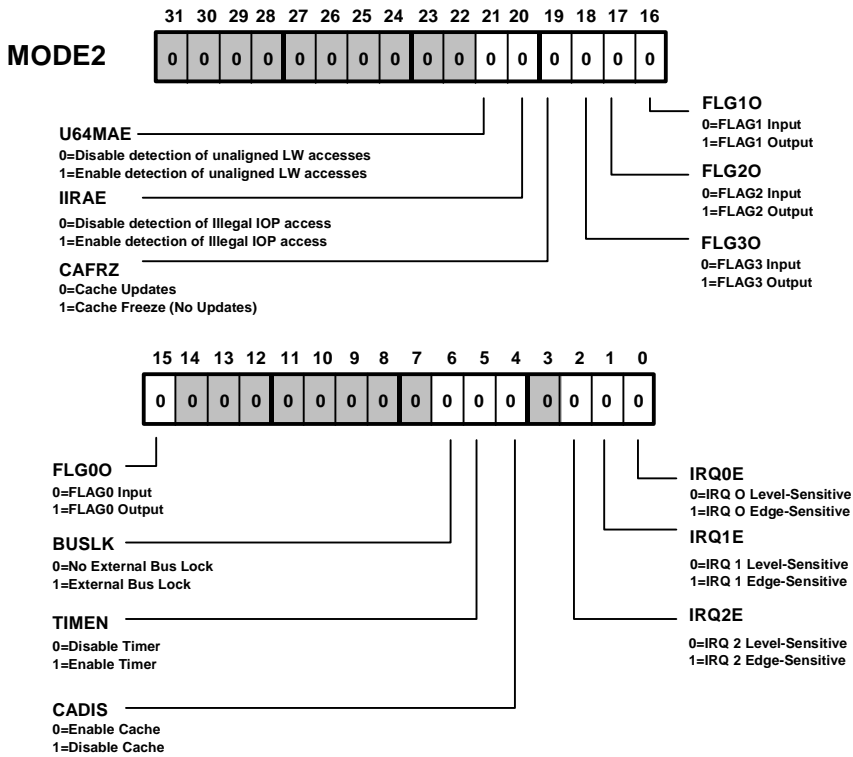 31 30 29 28 27 26 25 24 23 22 21 20 19 18 17 16
MODE2
0 0 0 0 0 0 0 0 0 0 0 0 0 0 0 0
U64MAE
0=Disable detection of unaligned LW accesses
1=Enable detection of unaligned LW accesses
IIRAE
0=Disable detection of Illegal IOP access
1=Enable detection of Illegal IOP access
CAFRZ
0=Cache Updates
1=Cache Freeze (No Updates)
FLG1O
0=FLAG1 Input
1=FLAG1 Output
FLG2O
0=FLAG2 Input
1=FLAG2 Output
FLG3O
0=FLAG3 Input
1=FLAG3 Output
15 14 13 12 11 10 9 8 7 6 5 4 3 2 1 0
0 0 0 0 0 0 0 0 0 0 0 0 0 0 0 0
FLG0O
0=FLAG0 Input
1=FLAG0 Output
BUSLK
0=No External Bus Lock
1=External Bus Lock
TIMEN
0=Disable Timer
1=Enable Timer
CADIS
0=Enable Cache
1=Disable Cache
IRQ0E
0=IRQ O Level-Sensitive
1=IRQ O Edge-Sensitive
IRQ1E
0=IRQ 1 Level-Sensitive
1=IRQ 1 Edge-Sensitive
IRQ2E
0=IRQ 2 Level-Sensitive
1=IRQ 2 Edge-Sensitive